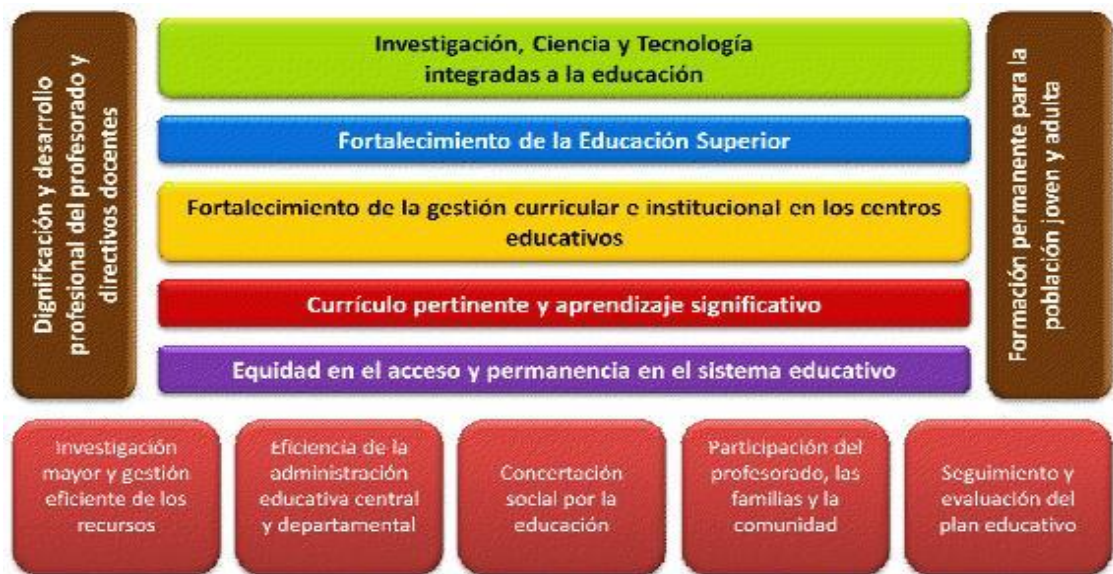 Dignificación y desarrollo
profesional del profesorado y
directivos docentes
Investigación, Ciencia y Tecnología
integradas a la educación
Fortalecimiento de la Educación Superior
Fortalecimiento de la gestión curricular e institucional en los centros
educativos
Currículo pertinente y aprendizaje significativo
Equidad en el acceso y permanencia en el sistema educativo
Formación permanente para la
población joven y adulta
Investigación
mayor y gestión
eficiente de los
recursos
Eficiencia de la
administración
educativa central
y departamental
Concertación
social por la
educación
Participación del
profesorado, las
familias y la
comunidad
Seguimiento y
evaluación del
plan educativo